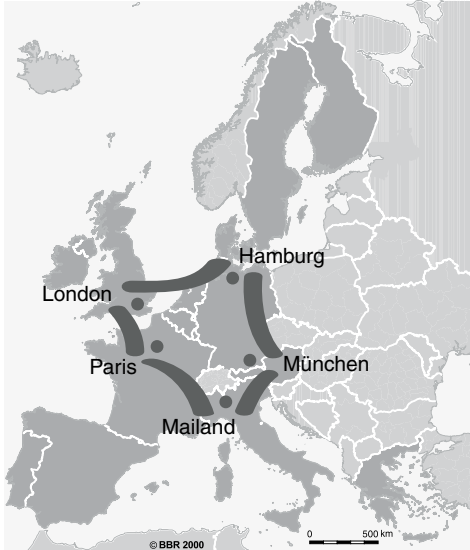 Hamburg
London
Paris
München
Mailand
0 500 km
© BBR 2000